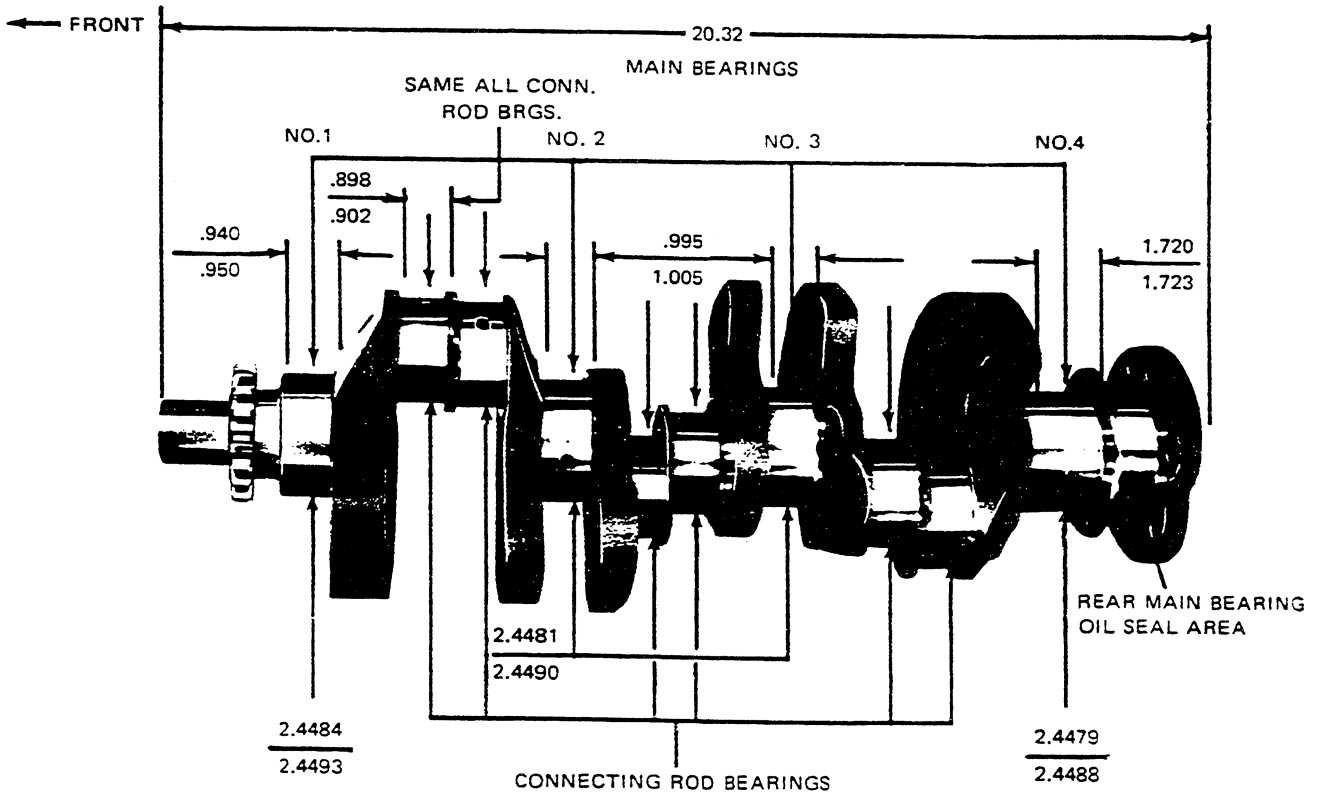 FRONT
20.32
MAIN BEARINGS
SAME ALL CONN.
ROD BRGS.
NO.1
NO. 2
NO. 3
NO.4
.898
.902
.940
.950
.995
1.005
1.720
1.723
REAR MAIN BEARING
OIL SEAL AREA
2.4481
2.4490
2.4484
2.4493
2.4479
2.4488
CONNECTING ROD BEARINGS